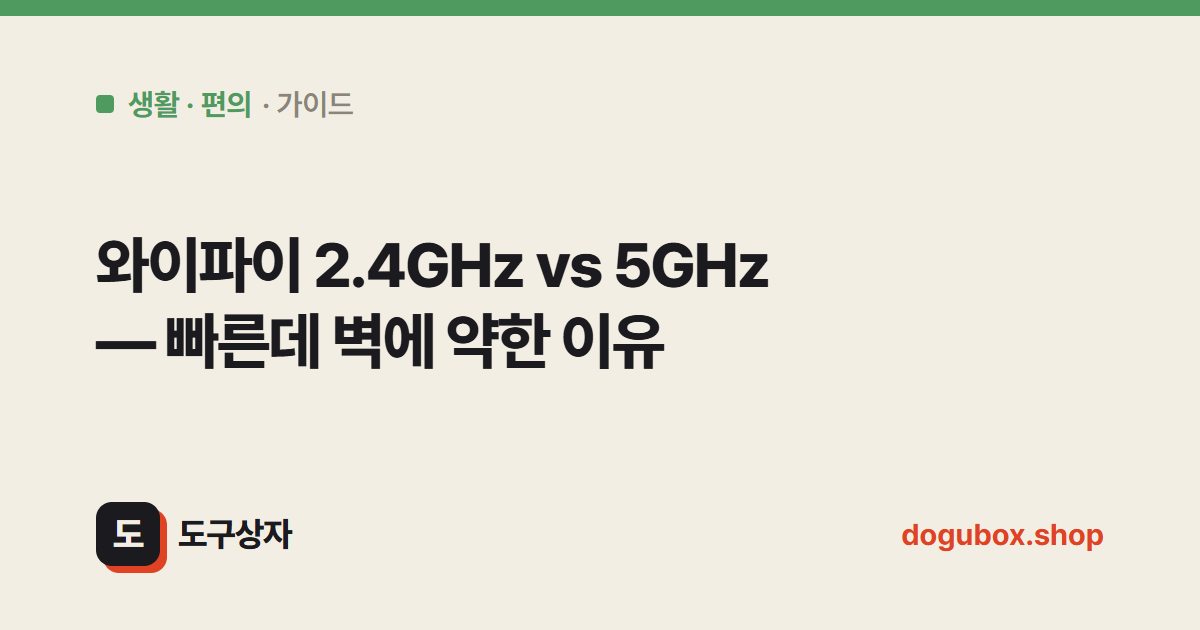 생활 · 편의 · 가이드
와이파이 2.4GHz vs 5GHz
— 빠른데 벽에 약한 이유
도 도구상자
dogubox.shop